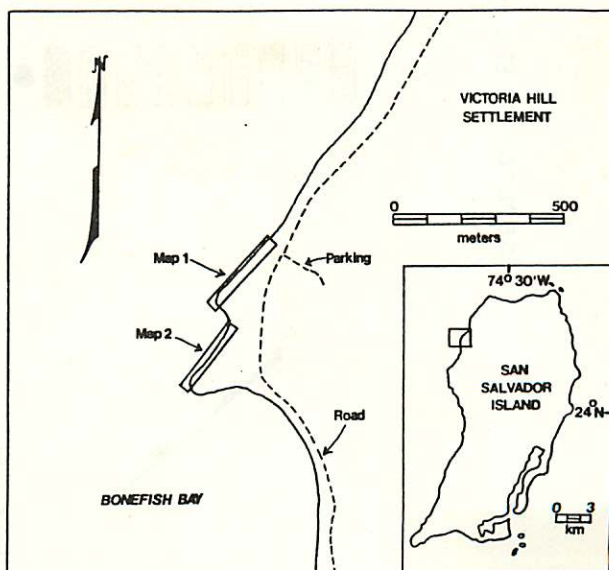 N
VICTORIA HILL
SETTLEMENT
0 500
meters
Map 1
Parking
Map 2
Road
BONEFISH BAY
74° 30'W
SAN
SALVADOR
ISLAND
24°N
0 3
km